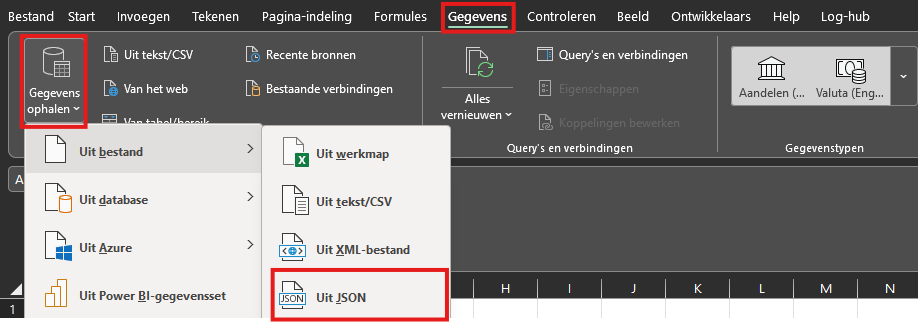 Bestand Start Invoegen Tekenen Pagina-indeling Formules Gegevens Controleren Beeld Ontwikkelaars Help Log-hub
Gegevens
ophalen
Uit tekst/CSV
Van het web
Van tabel/bereik
Recente bronnen
Bestaande verbindingen
Alles
vernieuwen
Query's en verbindingen
Eigenschappen
Koppelingen bewerken
Query's en verbindingen
Aandelen (...
Valuta (Eng...
Gegevenstypen
Uit bestand
Uit database
Uit Azure
Uit Power BI-gegevensset
Uit werkmap
Uit tekst/CSV
Uit XML-bestand
JSON Uit JSON
A
H I J K L M N
1